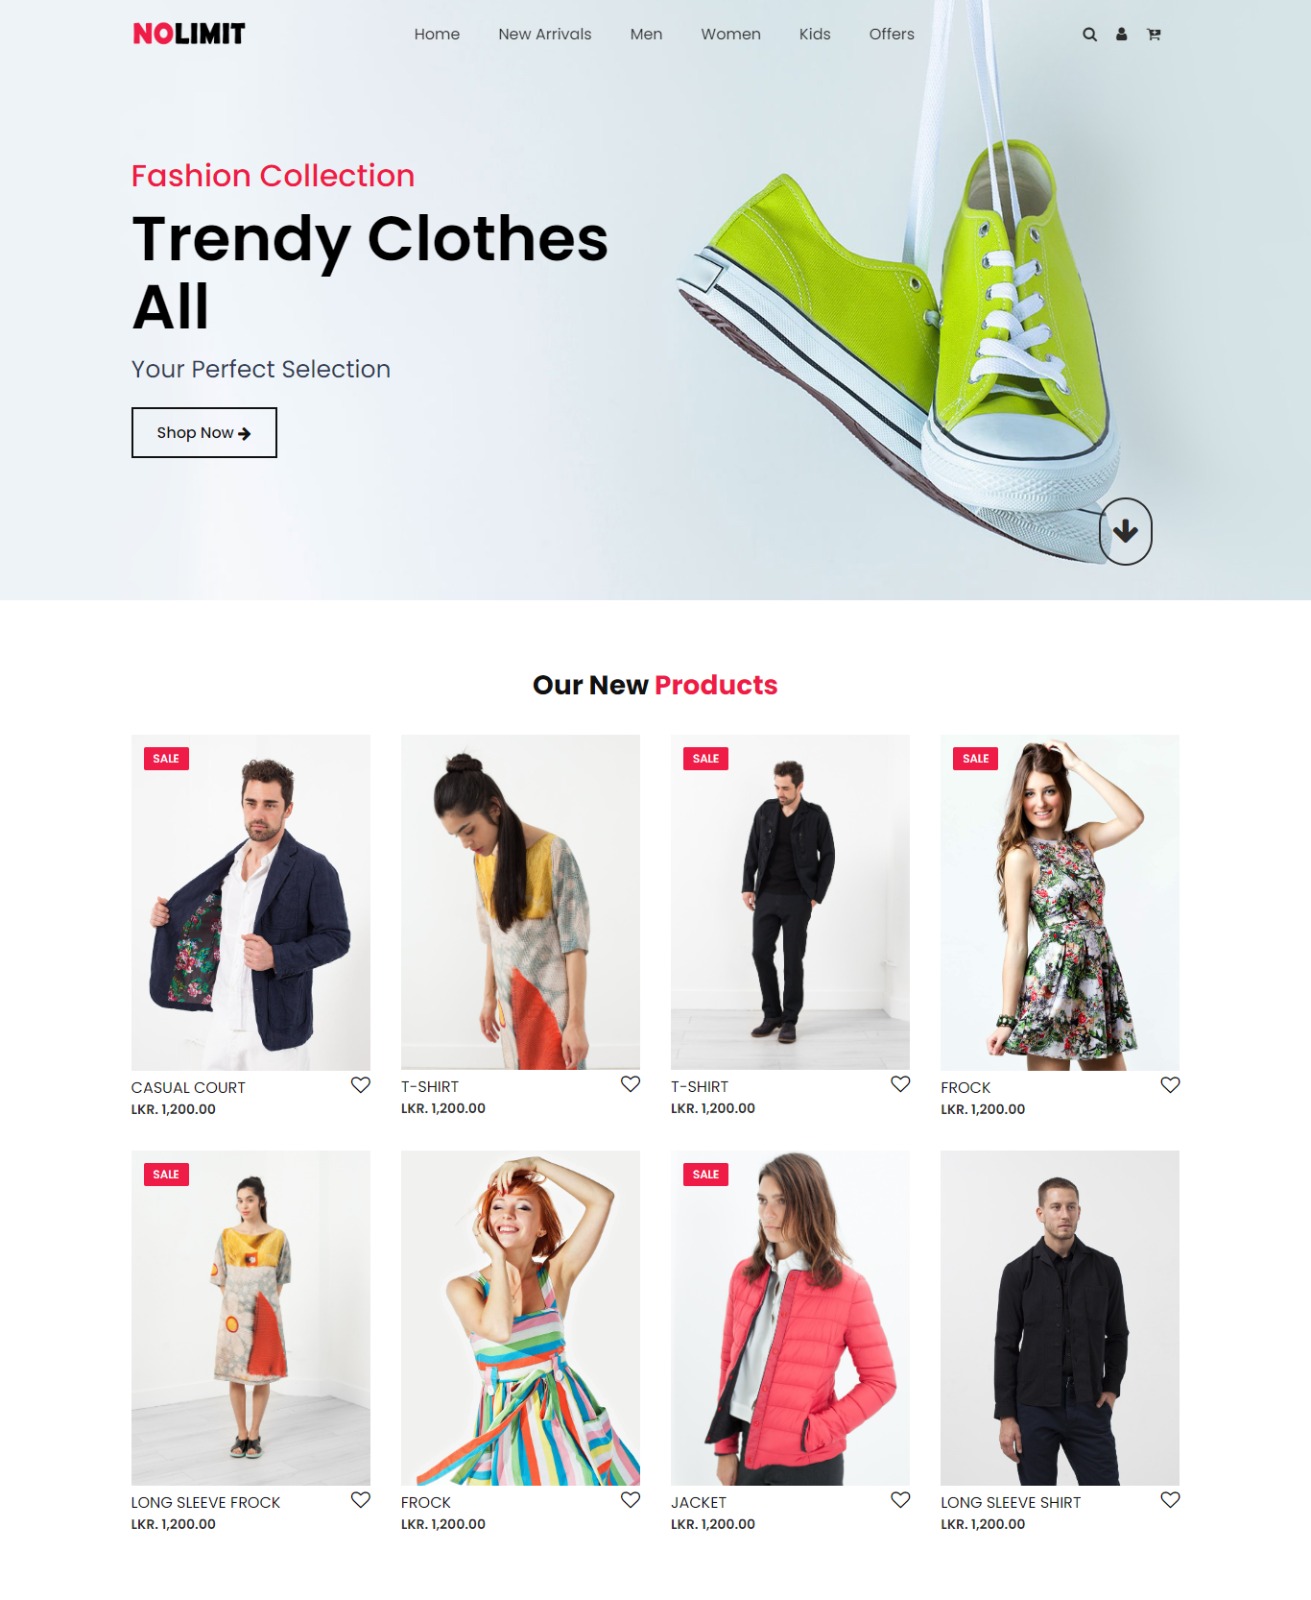 NOLIMIT
Home New Arrivals Men Women Kids Offers
Fashion Collection
Trendy Clothes
All
Your Perfect Selection
Shop Now
Our New Products
SALE
SALE
SALE
CASUAL COURT
LKR. 1,200.00
T-SHIRT
LKR. 1,200.00
T-SHIRT
LKR. 1,200.00
FROCK
LKR. 1,200.00
SALE
SALE
LONG SLEEVE FROCK
LKR. 1,200.00
FROCK
LKR. 1,200.00
JACKET
LKR. 1,200.00
LONG SLEEVE SHIRT
LKR. 1,200.00